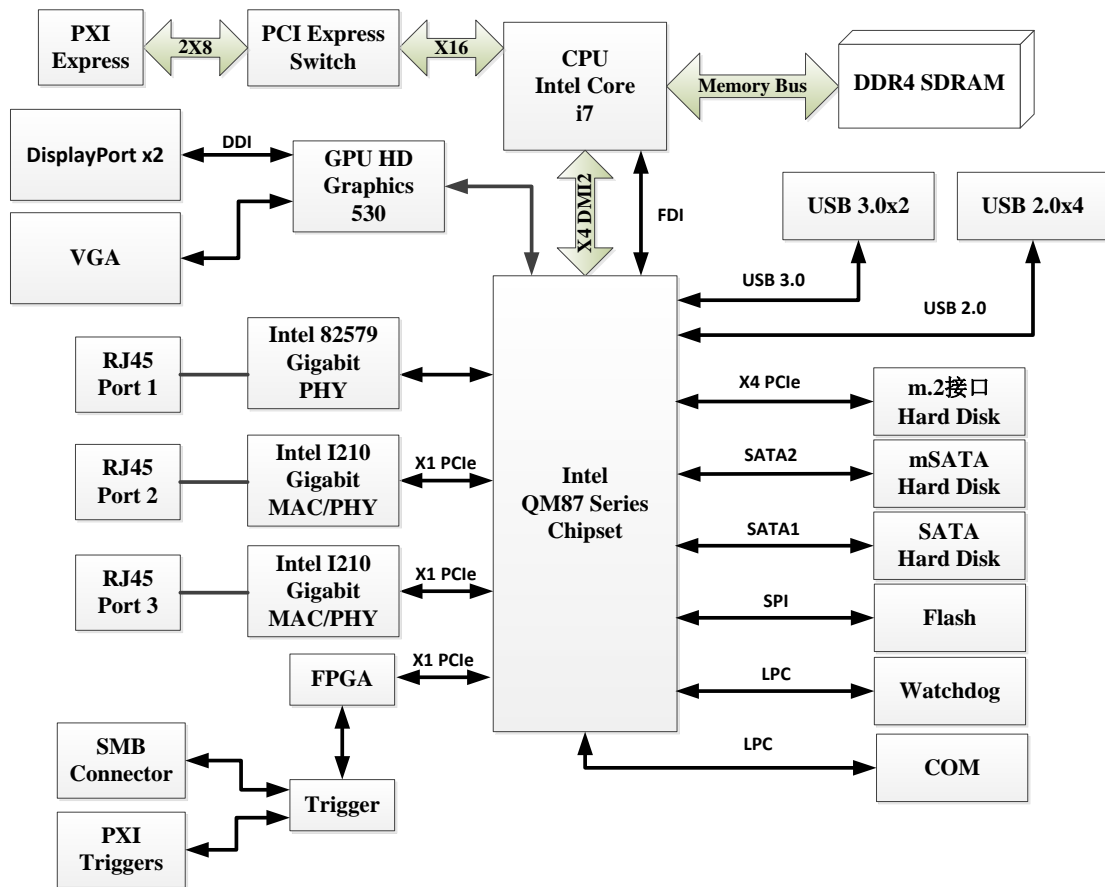 PXI
Express
2X8
PCI Express
Switch
X16
CPU
Intel Core
i7
Memory Bus
DDR4 SDRAM
DisplayPort x2
DDI
GPU HD
Graphics
530
VGA
X4 DMI2
FDI
USB 3.0x2
USB 2.0x4
USB 3.0
USB 2.0
RJ45
Port 1
Intel 82579
Gigabit
PHY
RJ45
Port 2
Intel I210
Gigabit
MAC/PHY
X1 PCIe
RJ45
Port 3
Intel I210
Gigabit
MAC/PHY
X1 PCIe
FPGA
X1 PCIe
SMB
Connector
Trigger
PXI
Triggers
Intel
QM87 Series
Chipset
X4 PCIe
m.2接口
Hard Disk
SATA2
mSATA
Hard Disk
SATA1
SATA
Hard Disk
SPI
Flash
LPC
Watchdog
LPC
COM